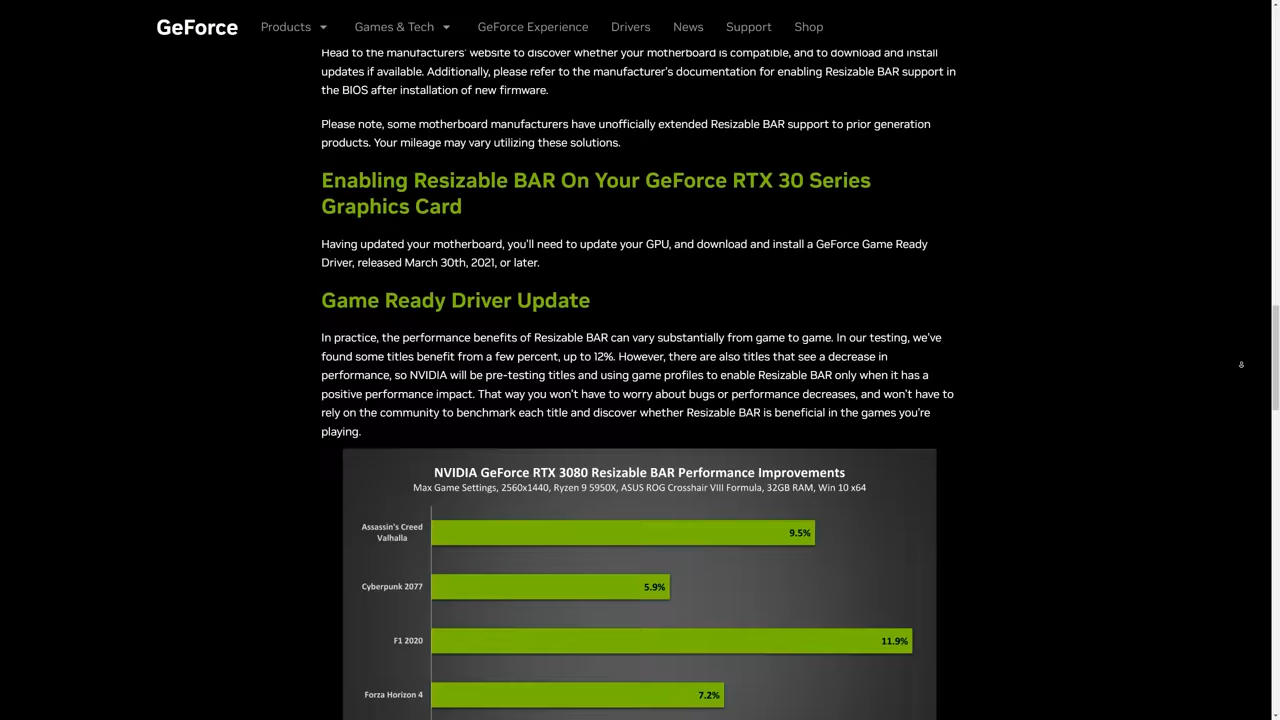 GeForce Products Games & Tech GeForce Experience Drivers News Support Shop
Head to the manufacturers' website to discover whether your motherboard is compatible, and to download and install
updates if available. Additionally, please refer to the manufacturer's documentation for enabling Resizable BAR support in
the BIOS after installation of new firmware.
Please note, some motherboard manufacturers have unofficially extended Resizable BAR support to prior generation
products. Your mileage may vary utilizing these solutions.
Enabling Resizable BAR On Your GeForce RTX 30 Series
Graphics Card
Having updated your motherboard, you'll need to update your GPU, and download and install a GeForce Game Ready
Driver, released March 30th, 2021, or later.
Game Ready Driver Update
In practice, the performance benefits of Resizable BAR can vary substantially from game to game. In our testing, we've
found some titles benefit from a few percent, up to 12%. However, there are also titles that see a decrease in
performance, so NVIDIA will be pre-testing titles and using game profiles to enable Resizable BAR only when it has a
positive performance impact. That way you won't have to worry about bugs or performance decreases, and won't have to
rely on the community to benchmark each title and discover whether Resizable BAR is beneficial in the games you're
playing.
NVIDIA GeForce RTX 3080 Resizable BAR Performance Improvements
Max Game Settings, 2560x1440, Ryzen 9 5950X, ASUS ROG Crosshair VIII Formula, 32GB RAM, Win 10 x64
Assassin's Creed
Valhalla
9.5%
Cyberpunk 2077 5.9%
F1 2020 11.9%
Forza Horizon 4 7.2%